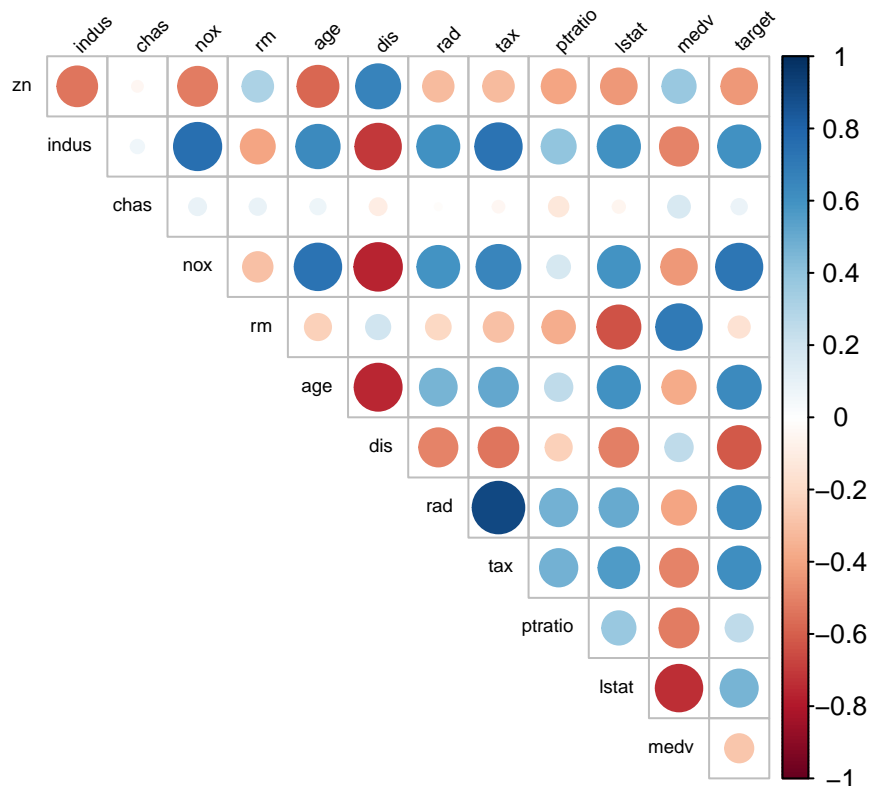 indus chas nox rm age dis rad tax ptratio lstat medv target
zn
indus
chas
nox
rm
age
dis
rad
tax
ptratio
lstat
medv
1
0.8
0.6
0.4
0.2
0
−0.2
−0.4
−0.6
−0.8
−1